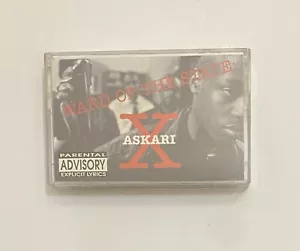 WARD OF THE STATE
X
ASKARI
PARENTAL
ADVISORY
EXPLICIT LYRICS